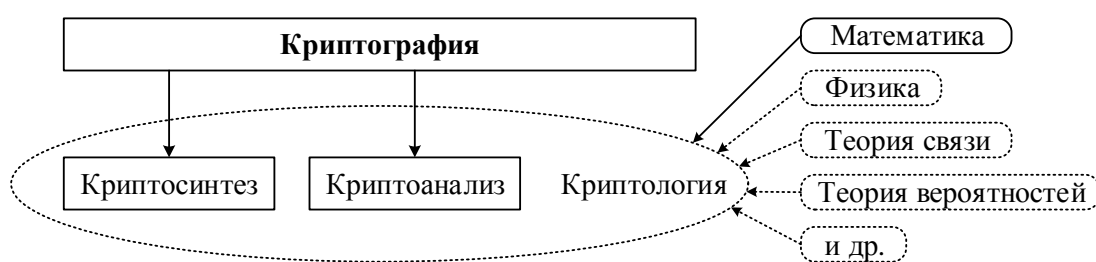 Криптография
Математика
Физика
Теория связи
Криптосинтез
Криптоанализ
Криптология
Теория вероятностей
и др.